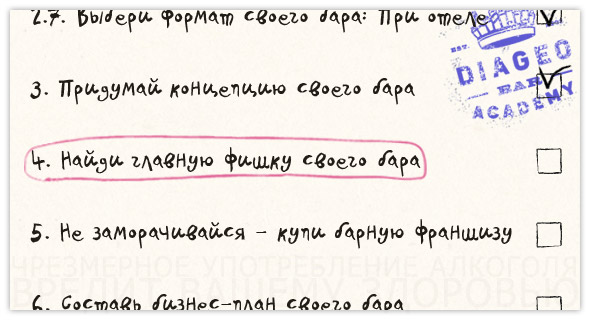 2.7. Выбери формат своего бара: При отеле
EST.
DIAGEO
BAR
ACADEMY
3. Придумай концепцию своего бара
4. Найди главную фишку своего бара
5. Не заморачивайся – купи барную франшизу
ЧРЕЗМЕРНОЕ УПОТРЕБЛЕНИЕ АЛКОГОЛЯ
ВРЕДИТ ВАШЕМУ ЗДОРОВЬЮ
6. Составь бизнес-план своего бара